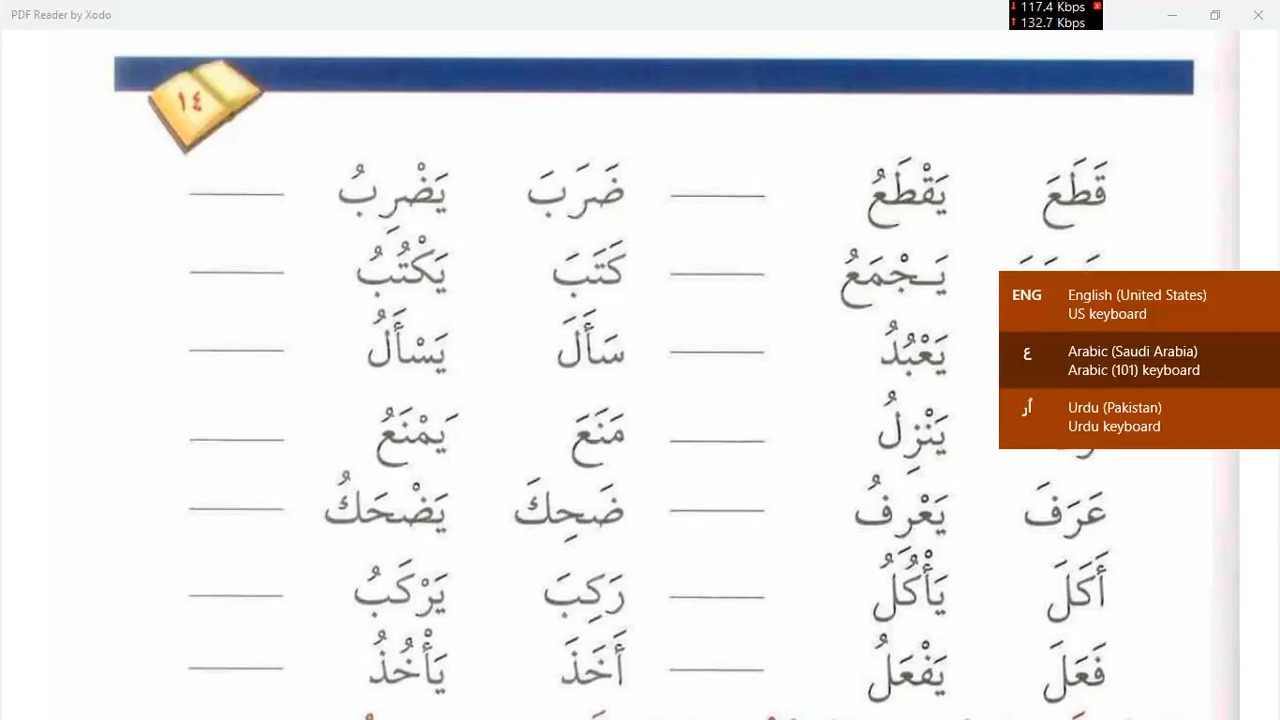 PDF Reader by Xodo
117.4 Kbps
132.7 Kbps
١٤
قَطَعَ يَقْطَعُ ضَرَبَ يَضْرِبُ
يَـجْمَعُ كَتَبَ يَكْتُبُ
يَعْبُدُ سَأَلَ يَسْأَلُ
يَنْزِلُ مَنَعَ يَمْنَعُ
عَرَفَ يَعْرِفُ ضَحِكَ يَضْحَكُ
أَكَلَ يَأْكُلُ رَكِبَ يَرْكَبُ
فَعَلَ يَفْعَلُ أَخَذَ يَأْخُذُ
ENG English (United States)
US keyboard
ع Arabic (Saudi Arabia)
Arabic (101) keyboard
اُر Urdu (Pakistan)
Urdu keyboard